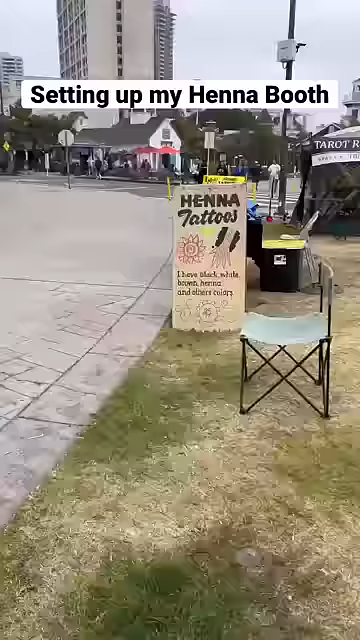 Setting up my Henna Booth
HENNA
Tattoos
I have black, white,
brown, henna
and others colors.
TAROT R